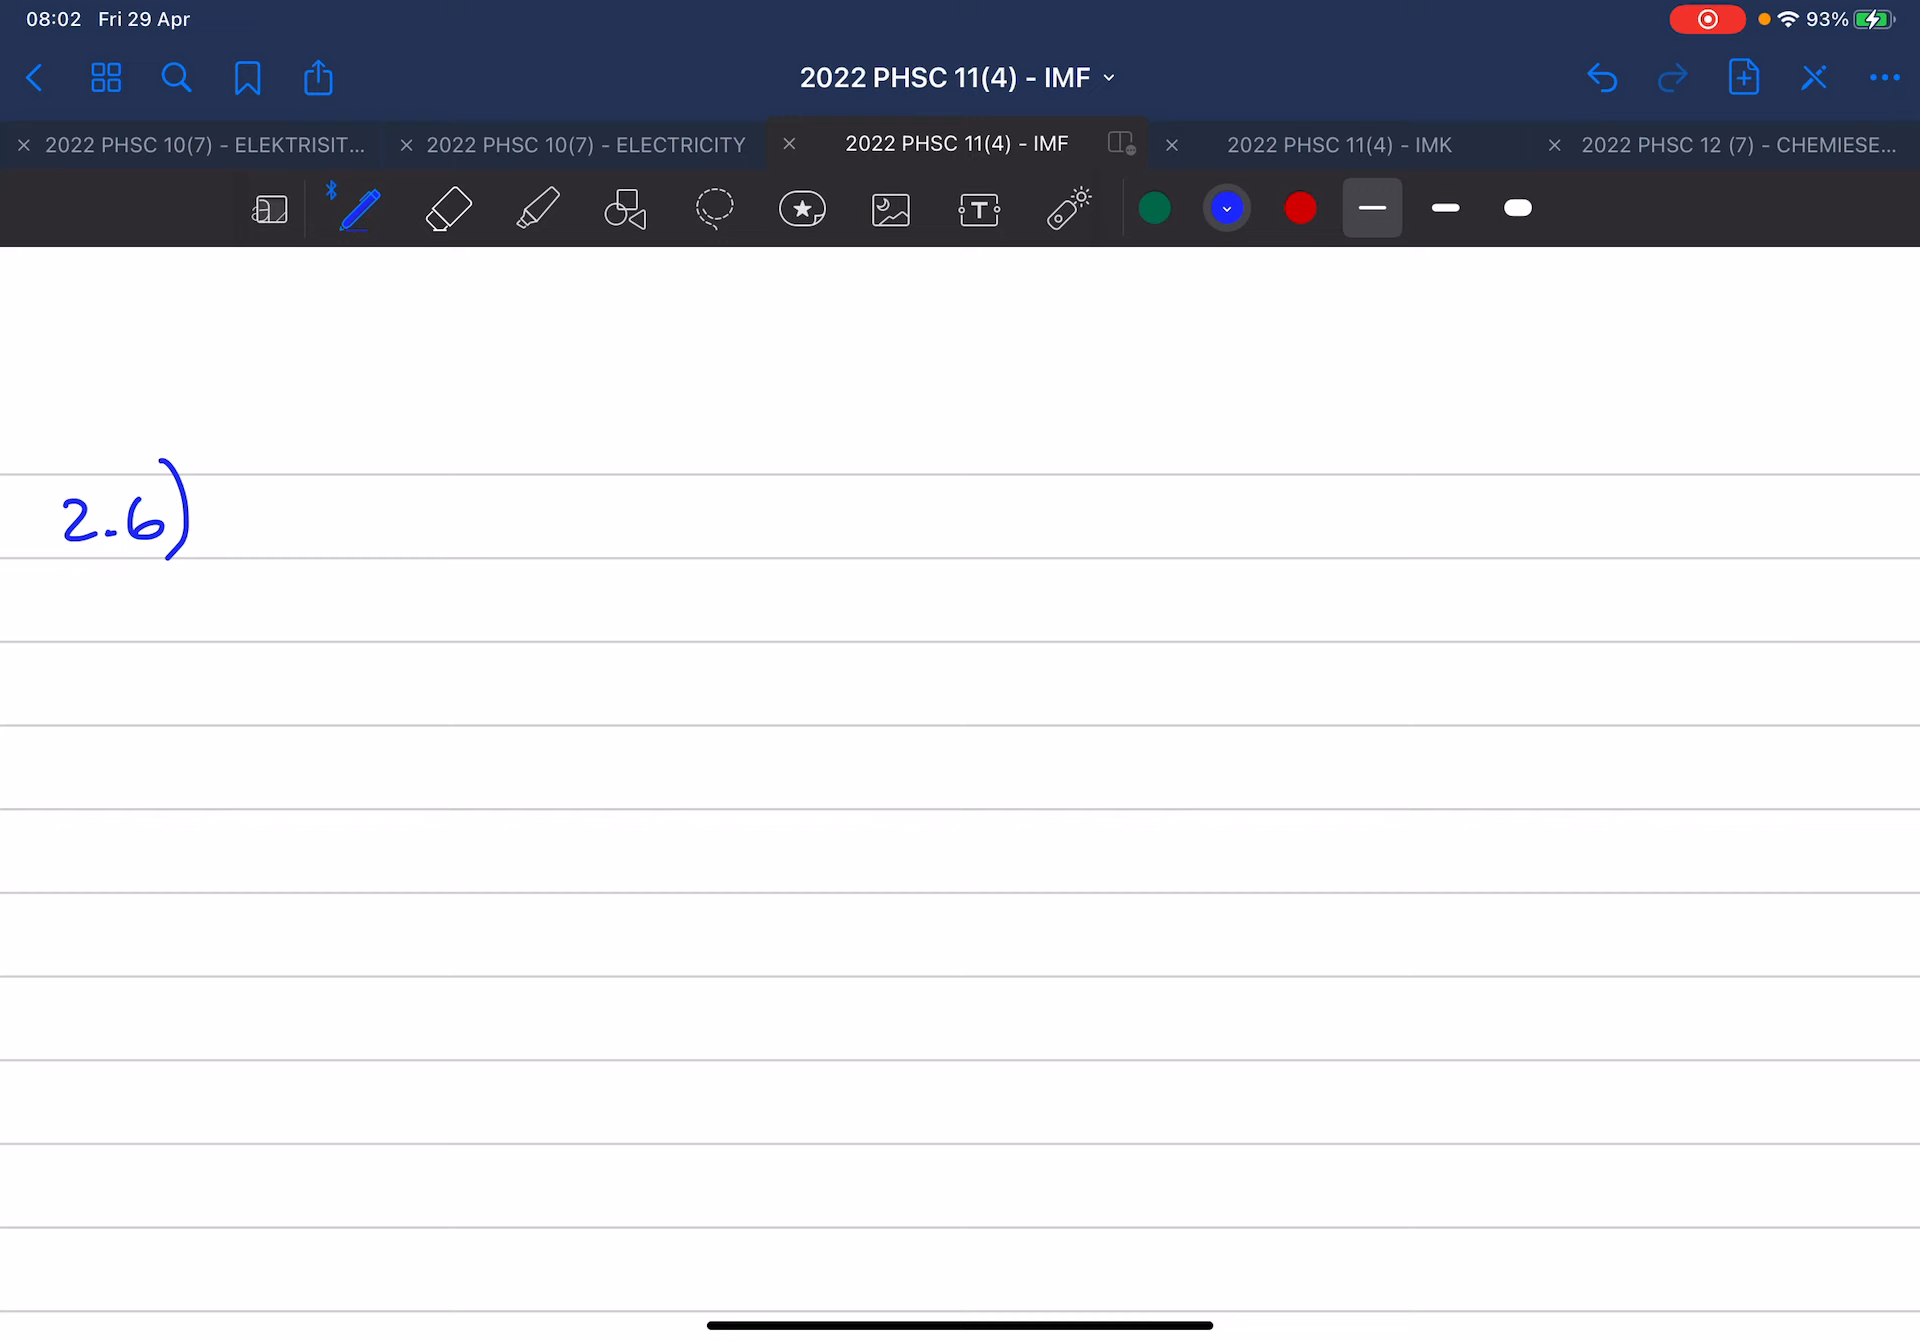 08:02 Fri 29 Apr 93%
2022 PHSC 11(4) - IMF
2022 PHSC 10(7) - ELEKTRISIT... 2022 PHSC 10(7) - ELECTRICITY 2022 PHSC 11(4) - IMF 2022 PHSC 11(4) - IMK 2022 PHSC 12 (7) - CHEMIESE...
2.6)